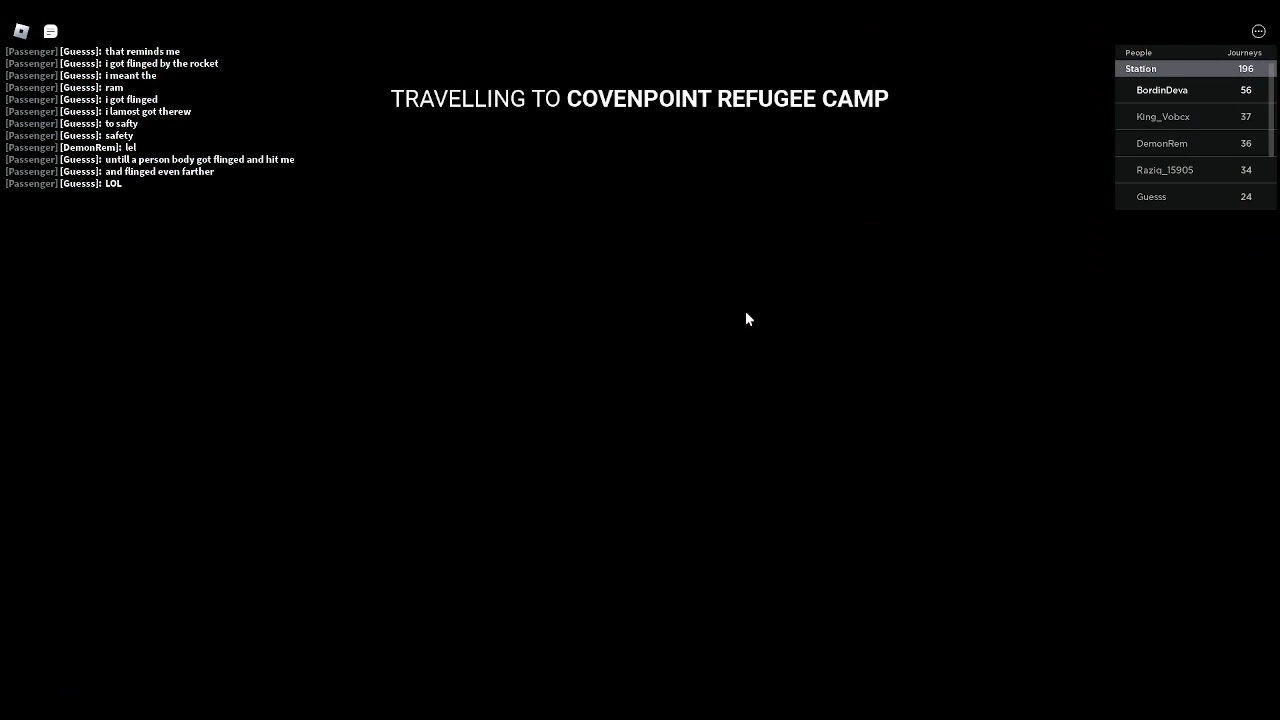 [Passenger] [Guesss]: that reminds me
[Passenger] [Guesss]: i got flinged by the rocket
[Passenger] [Guesss]: i meant the
[Passenger] [Guesss]: ram
[Passenger] [Guesss]: i got flinged
[Passenger] [Guesss]: i lamost got therew
[Passenger] [Guesss]: to safty
[Passenger] [Guesss]: safety
[Passenger] [DemonRem]: lel
[Passenger] [Guesss]: untill a person body got flinged and hit me
[Passenger] [Guesss]: and flinged even farther
[Passenger] [Guesss]: LOL
TRAVELLING TO COVENPOINT REFUGEE CAMP
People Journeys
Station 196
BordinDeva 56
King_Vobcx 37
DemonRem 36
Raziq_15905 34
Guesss 24